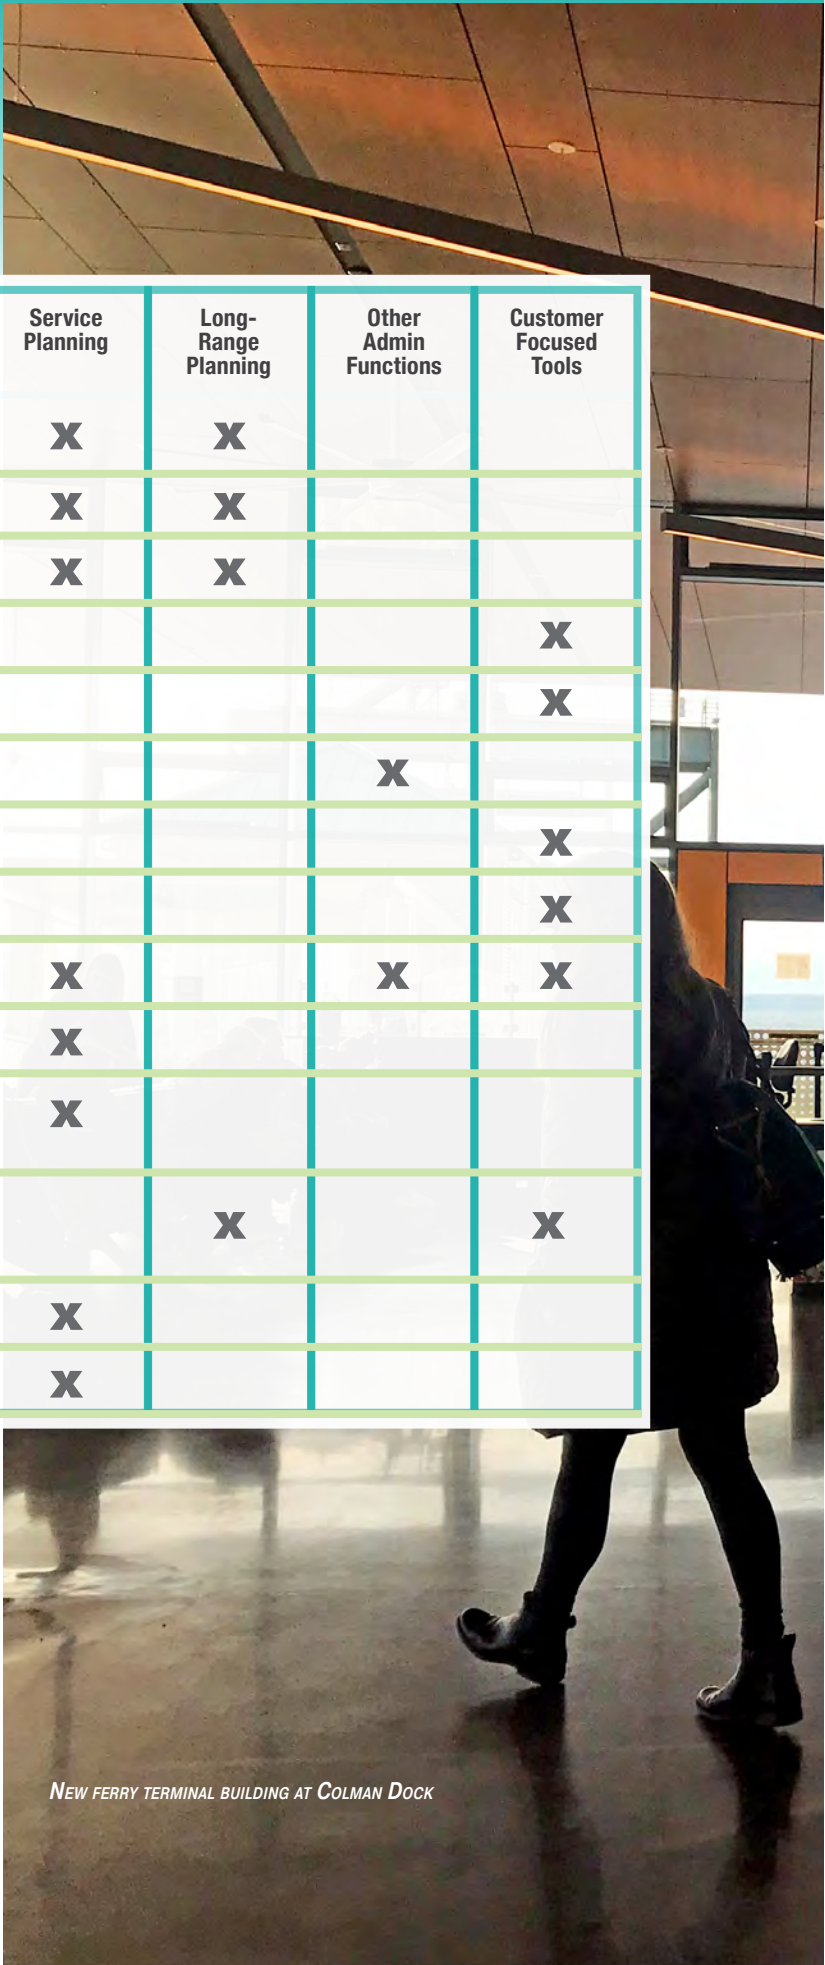 Service Planning | Long-Range Planning | Other Admin Functions | Customer Focused Tools
X | X | |
X | X | |
X | X | |
| | | X
| | | X
| | X |
| | | X
| | | X
X | | X | X
X | | |
X | | |
| X | | X
X | | |
X | | |
New ferry terminal building at Colman Dock